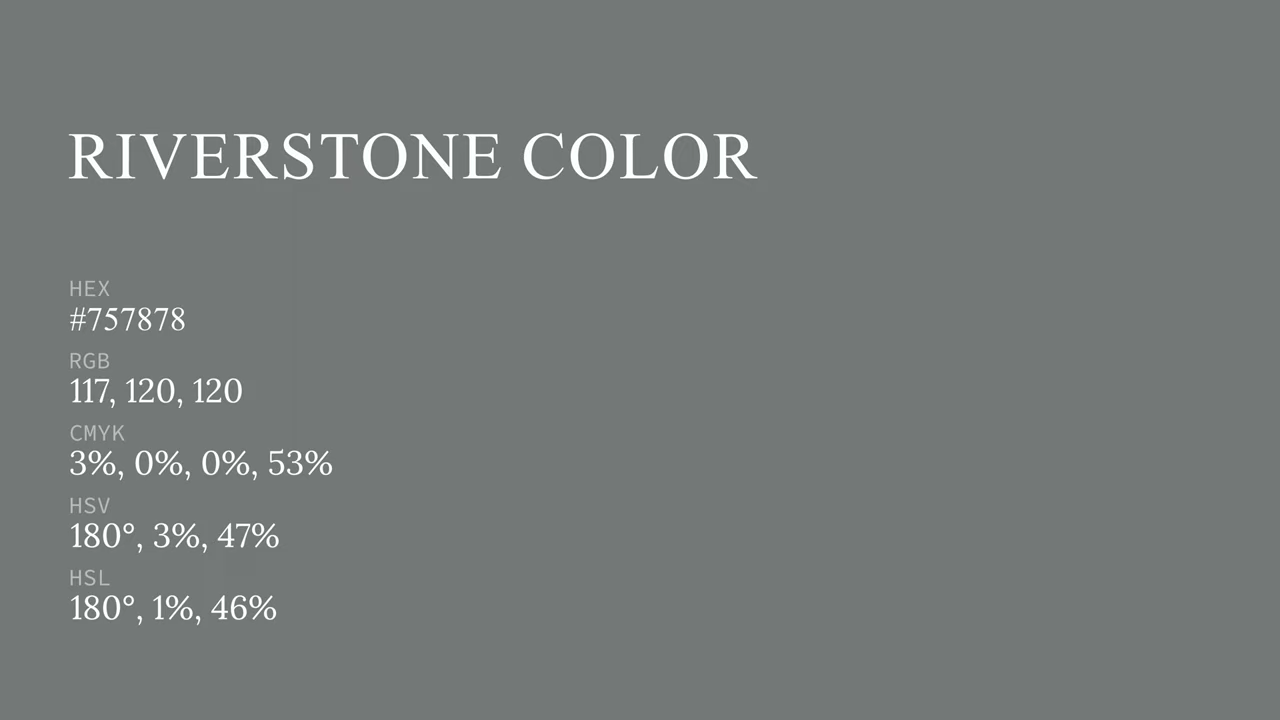 RIVERSTONE COLOR
HEX
#757878
RGB
117, 120, 120
CMYK
3%, 0%, 0%, 53%
HSV
180°, 3%, 47%
HSL
180°, 1%, 46%